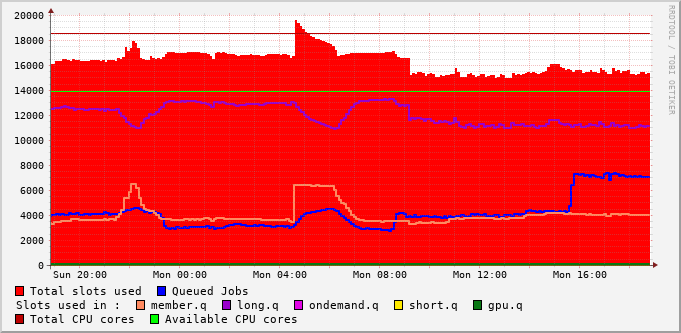 20000
18000
16000
14000
12000
10000
8000
6000
4000
2000
0
Sun 20:00 Mon 00:00 Mon 04:00 Mon 08:00 Mon 12:00 Mon 16:00
Total slots used Queued Jobs
Slots used in : member.q long.q ondemand.q short.q gpu.q
Total CPU cores Available CPU cores
RRDTOOL / TOBI OETIKER